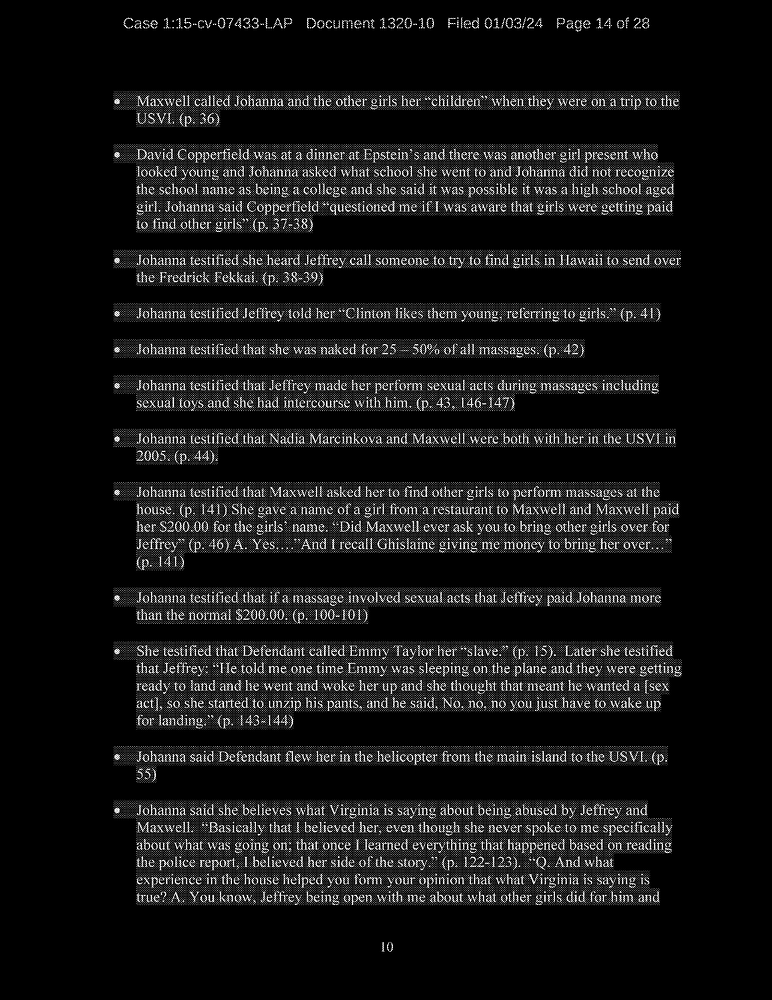 Case 1:15-cv-07433-LAP Document 1320-10 Filed 01/03/24 Page 14 of 28
• Maxwell called Johanna and the other girls her “children” when they were on a trip to the
USVI. (p. 36)
• David Copperfield was at a dinner at Epstein’s and there was another girl present who
looked young and Johanna asked what school she went to and Johanna did not recognize
the school name as being a college and she said it was possible it was a high school aged
girl. Johanna said Copperfield “questioned me if I was aware that girls were getting paid
to find other girls” (p. 37-38)
• Johanna testified she heard Jeffrey call someone to try to find girls in Hawaii to send over
the Fredrick Fekkai. (p. 38-39)
• Johanna testified Jeffrey told her “Clinton likes them young, referring to girls.” (p. 41)
• Johanna testified that she was naked for 25 – 50% of all massages. (p. 42)
• Johanna testified that Jeffrey made her perform sexual acts during massages including
sexual toys and she had intercourse with him. (p. 43, 146-147)
• Johanna testified that Nadia Marcinkova and Maxwell were both with her in the USVI in
2005. (p. 44).
• Johanna testified that Maxwell asked her to find other girls to perform massages at the
house. (p. 141) She gave a name of a girl from a restaurant to Maxwell and Maxwell paid
her $200.00 for the girls’ name. “Did Maxwell ever ask you to bring other girls over for
Jeffrey” (p. 46) A. Yes….”And I recall Ghislaine giving me money to bring her over…”
(p. 141)
• Johanna testified that if a massage involved sexual acts that Jeffrey paid Johanna more
than the normal $200.00. (p. 100-101)
• She testified that Defendant called Emmy Taylor her “slave.” (p. 15). Later she testified
that Jeffrey: “He told me one time Emmy was sleeping on the plane and they were getting
ready to land and he went and woke her up and she thought that meant he wanted a [sex
act], so she started to unzip his pants, and he said, No, no, no you just have to wake up
for landing.” (p. 143-144)
• Johanna said Defendant flew her in the helicopter from the main island to the USVI. (p.
55)
• Johanna said she believes what Virginia is saying about being abused by Jeffrey and
Maxwell. “Basically that I believed her, even though she never spoke to me specifically
about what was going on; that once I learned everything that happened based on reading
the police report, I believed her side of the story.” (p. 122-123). “Q. And what
experience in the house helped you form your opinion that what Virginia is saying is
true? A. You know, Jeffrey being open with me about what other girls did for him and
10